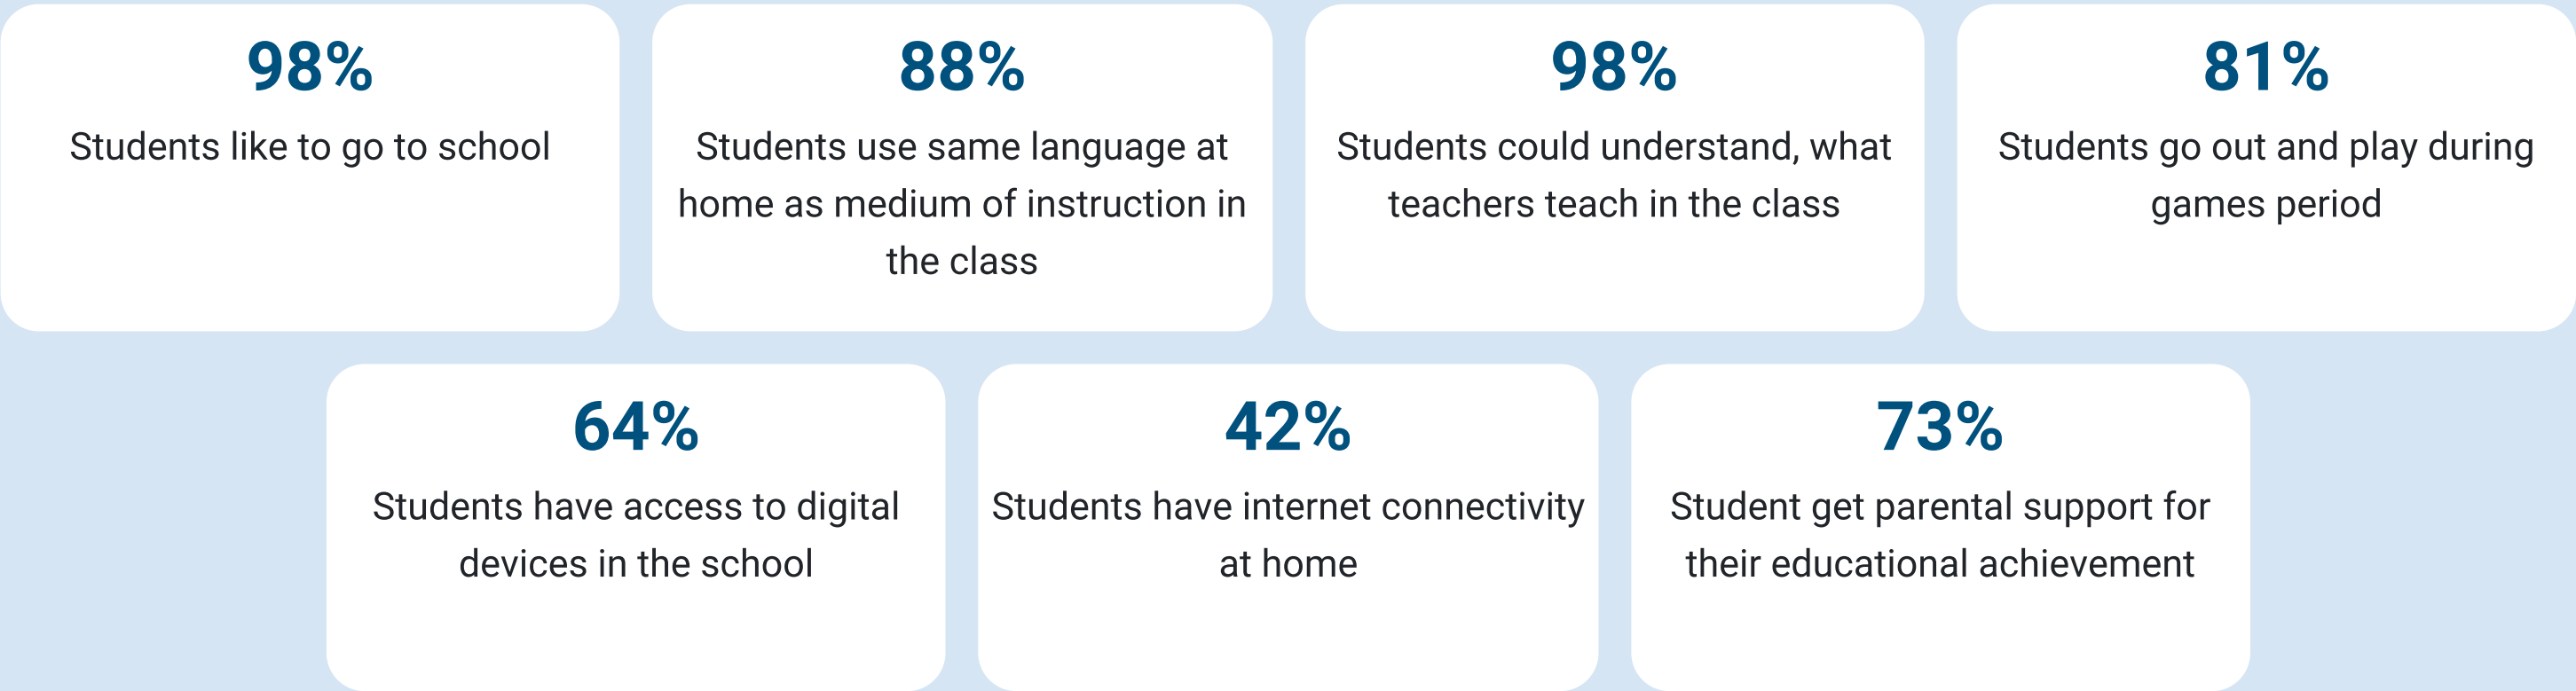 98%
Students like to go to school
88%
Students use same language at
home as medium of instruction in
the class
98%
Students could understand, what
teachers teach in the class
81%
Students go out and play during
games period
64%
Students have access to digital
devices in the school
42%
Students have internet connectivity
at home
73%
Student get parental support for
their educational achievement